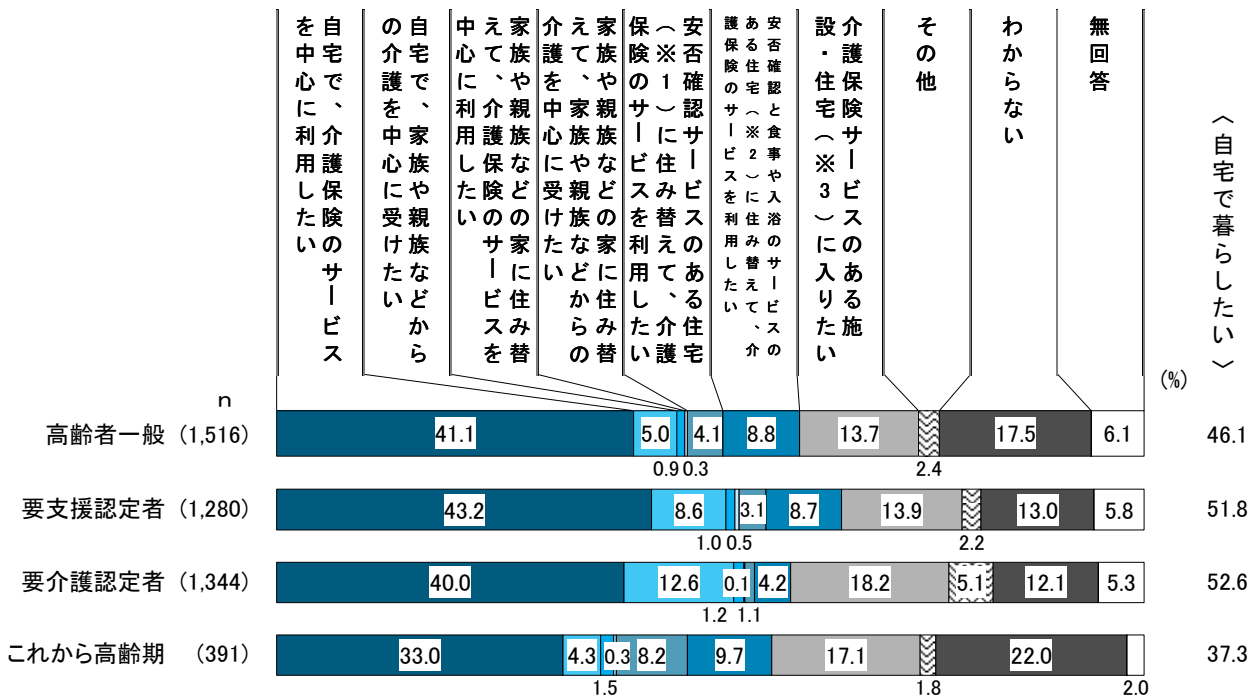 自宅で、介護保険のサービス
を中心に利用したい
自宅で、家族や親族などから
の介護を中心に受けたい
家族や親族などの家に住み替
えて、介護保険のサービスを
中心に利用したい
家族や親族などの家に住み替
えて、家族や親族などからの
介護を中心に受けたい
安否確認サービスのある住宅
（※1）に住み替えて、介護
保険のサービスを利用したい
安否確認と食事や入浴のサービスの
ある住宅（※2）に住み替えて、介
護保険のサービスを利用したい
介護保険サービスのある施
設・住宅（※3）に入りたい
その他
わからない
無回答
〈自宅で暮らしたい〉
(%)
n
高齢者一般 (1,516) 41.1 5.0 4.1 8.8 13.7 17.5 6.1 46.1
0.9 0.3 2.4
要支援認定者 (1,280) 43.2 8.6 3.1 8.7 13.9 13.0 5.8 51.8
1.0 0.5 2.2
要介護認定者 (1,344) 40.0 12.6 0.1 4.2 18.2 5.1 12.1 5.3 52.6
1.2 1.1
これから高齢期 (391) 33.0 4.3 0.3 8.2 9.7 17.1 22.0 37.3
1.5 1.8 2.0